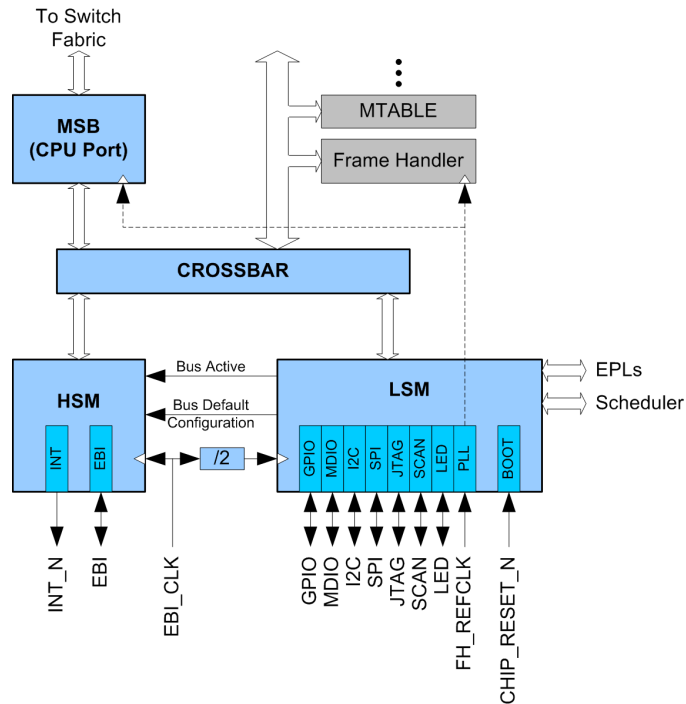 To Switch
Fabric
MSB
(CPU Port)
MTABLE
Frame Handler
CROSSBAR
HSM
Bus Active
Bus Default
Configuration
LSM
EPLs
Scheduler
INT
EBI
/2
GPIO
MDIO
I2C
SPI
JTAG
SCAN
LED
PLL
BOOT
INT_N
EBI
EBI_CLK
GPIO
MDIO
I2C
SPI
JTAG
SCAN
LED
FH_REFCLK
CHIP_RESET_N